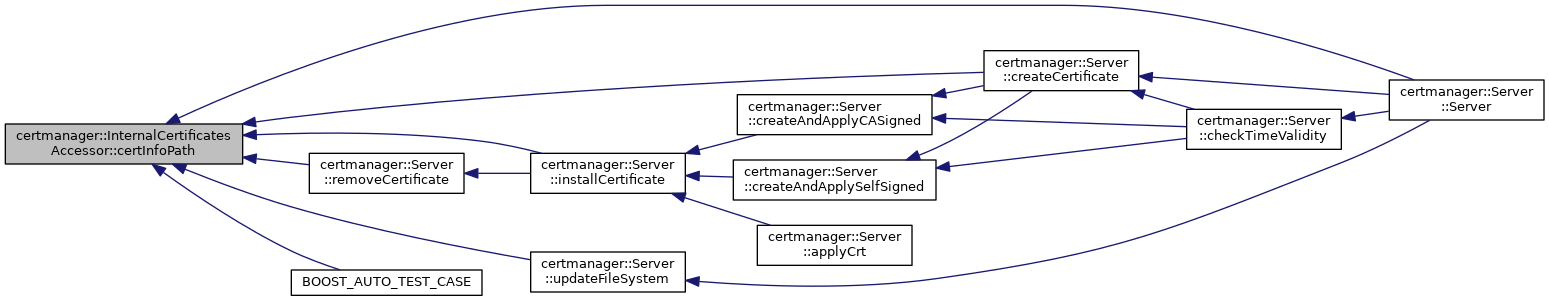 certmanager::InternalCertificates
Accessor::certInfoPath
certmanager::Server
::removeCertificate
BOOST_AUTO_TEST_CASE
certmanager::Server
::installCertificate
certmanager::Server
::updateFileSystem
certmanager::Server
::createAndApplyCASigned
certmanager::Server
::createAndApplySelfSigned
certmanager::Server
::applyCrt
certmanager::Server
::createCertificate
certmanager::Server
::checkTimeValidity
certmanager::Server
::Server